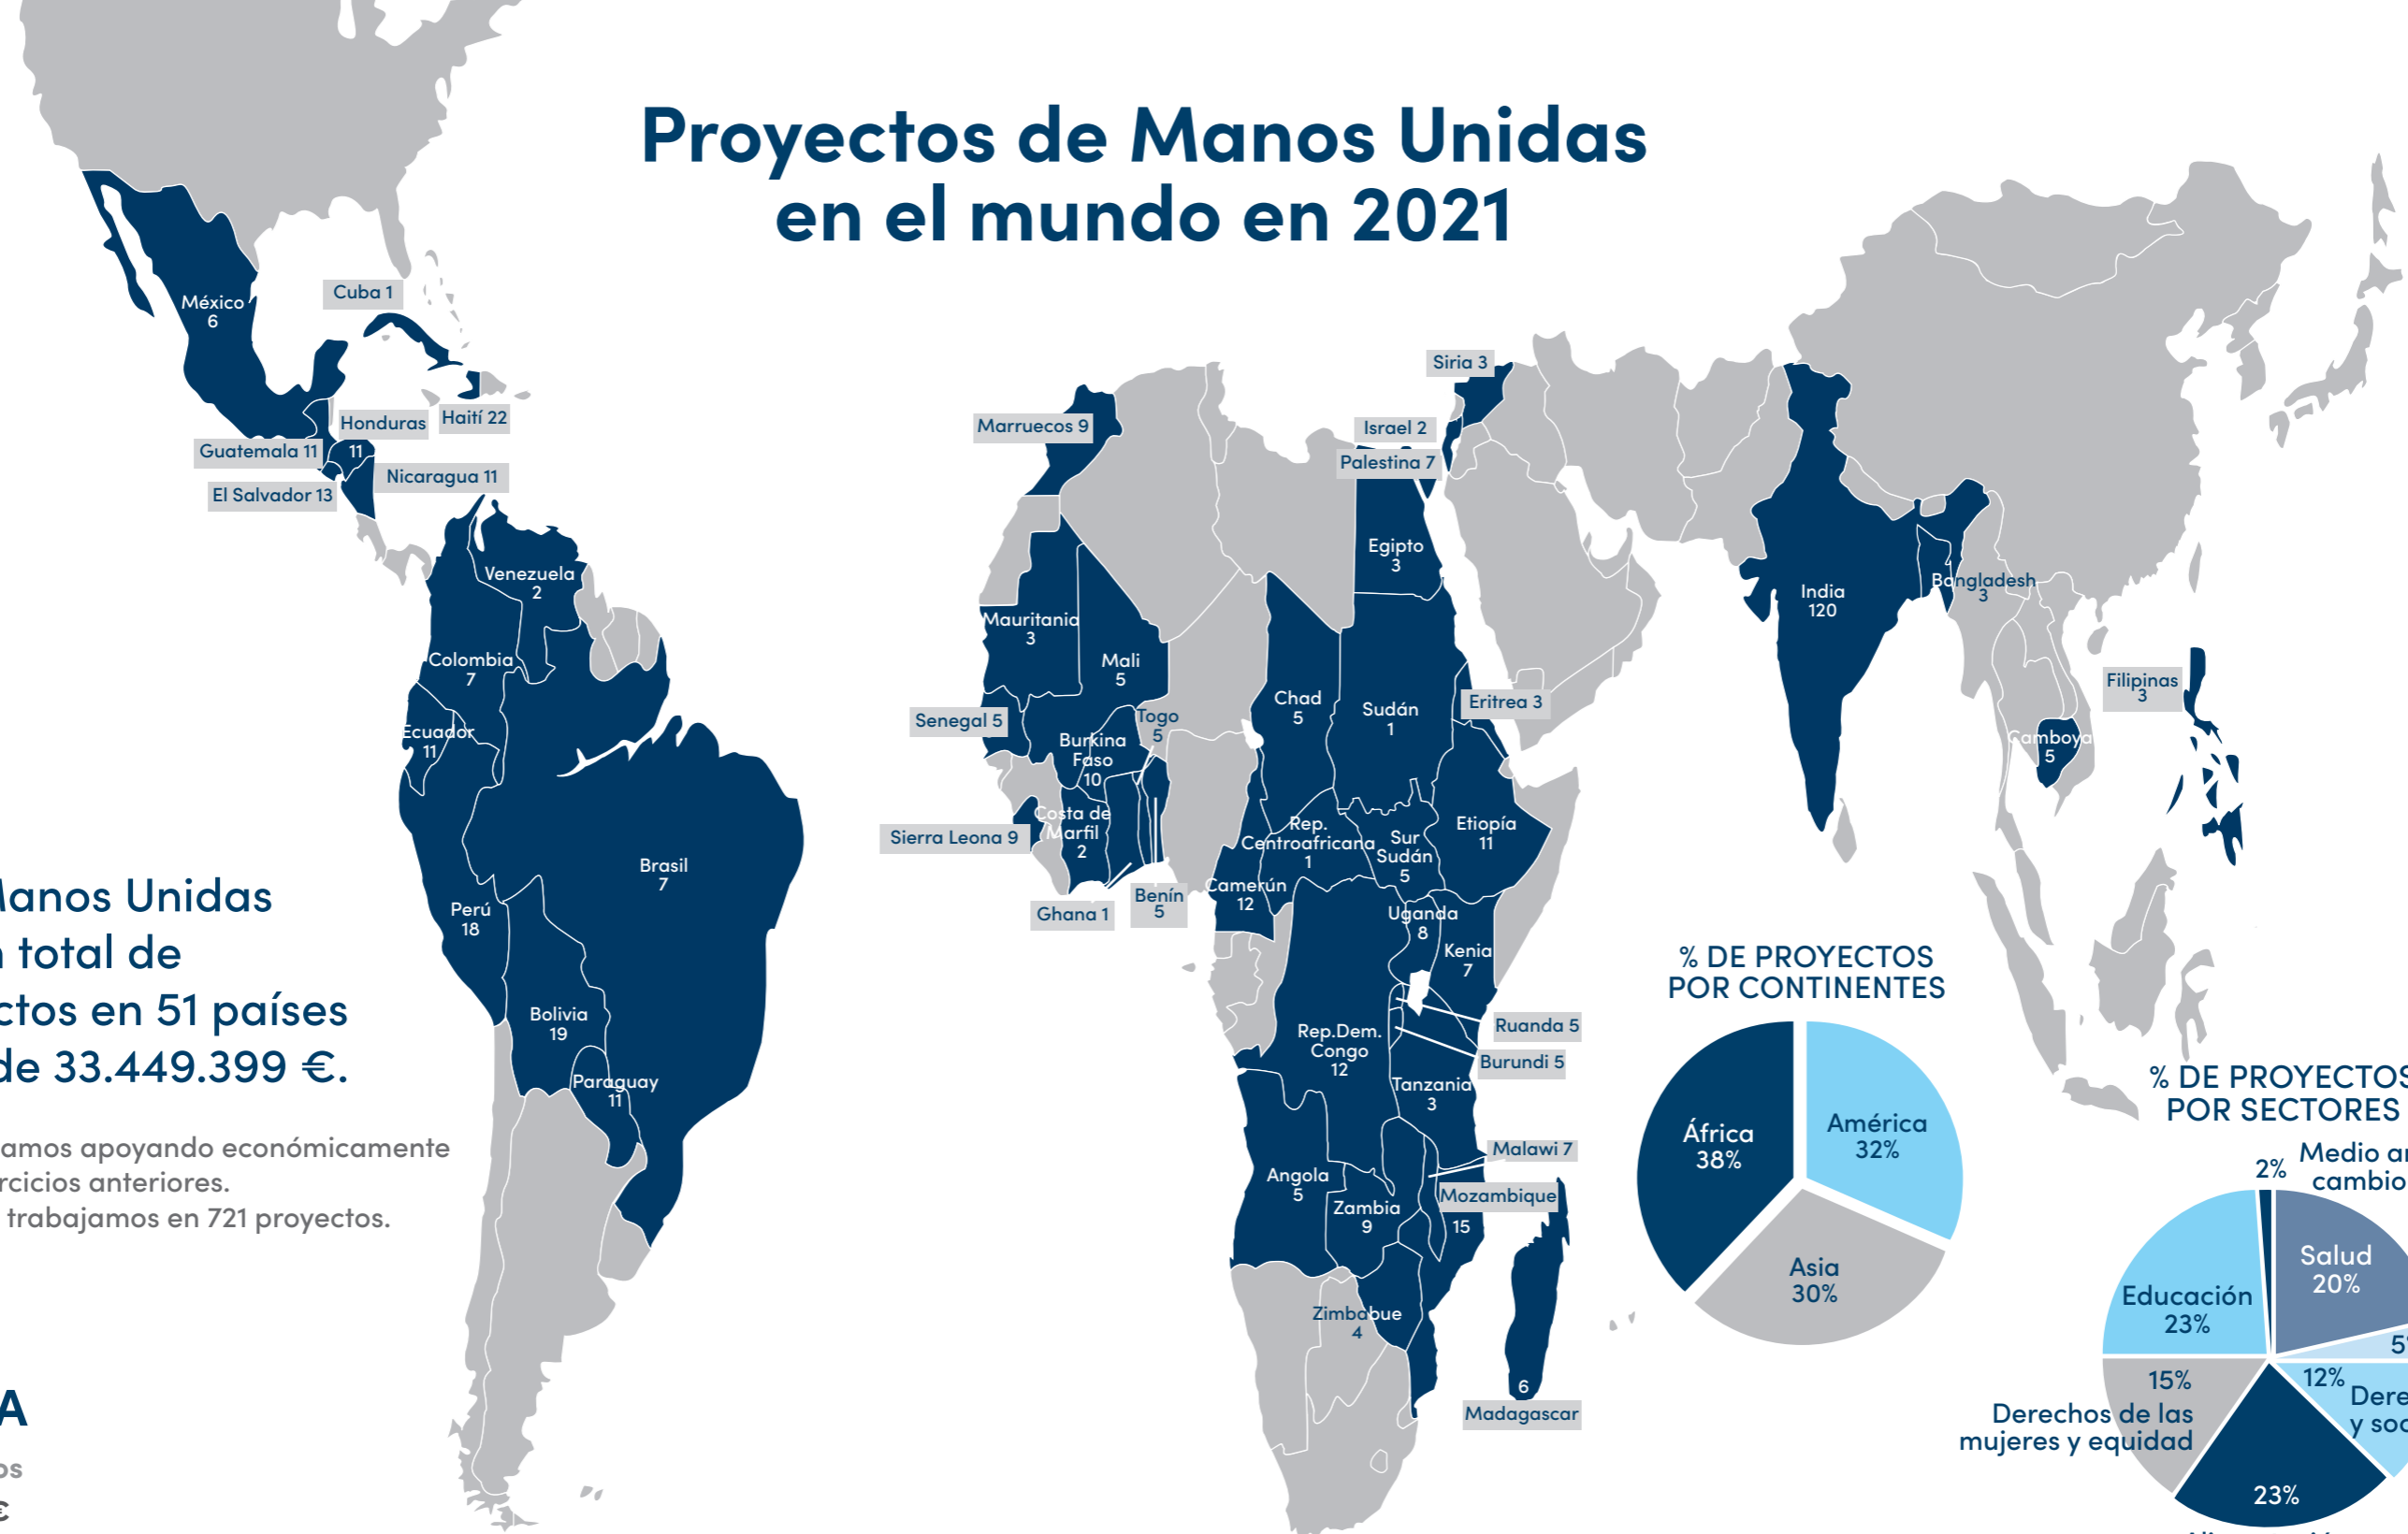 Proyectos de Manos Unidas
en el mundo en 2021
México
6
Cuba 1
Haití 22
Honduras
11
Guatemala 11
Nicaragua 11
El Salvador 13
Venezuela
2
Colombia
7
Ecuador
11
Brasil
7
Perú
18
Bolivia
19
Paraguay
11
Manos Unidas
total de
en 51 países
de 33.449.399 €.
apoyando económicamente
anteriores.
trabajamos en 721 proyectos.
A
€
Marruecos 9
Siria 3
Israel 2
Palestina 7
Egipto
3
Mauritania
3
Mali
5
Chad
5
Sudán
1
Eritrea 3
Senegal 5
Togo
5
Burkina
Faso
10
Costa de
Marfil
2
Sierra Leona 9
Ghana 1
Benín
5
Rep.
Centroafricana
1
Sur
Sudán
5
Etiopía
11
Camerún
12
Uganda
8
Kenia
7
Ruanda 5
Burundi 5
Rep.Dem.
Congo
12
Tanzania
3
Malawi 7
Angola
5
Zambia
9
Mozambique
15
Zimbabue
4
6
Madagascar
India
120
Bangladesh
3
Filipinas
3
Camboya
5
% DE PROYECTOS
POR CONTINENTES
África
38%
América
32%
Asia
30%
% DE PROYECTOS
POR SECTORES
2%
Medio
cambio
Salud
20%
Educación
23%
12%
15%
Derechos de las
mujeres y equidad
23%